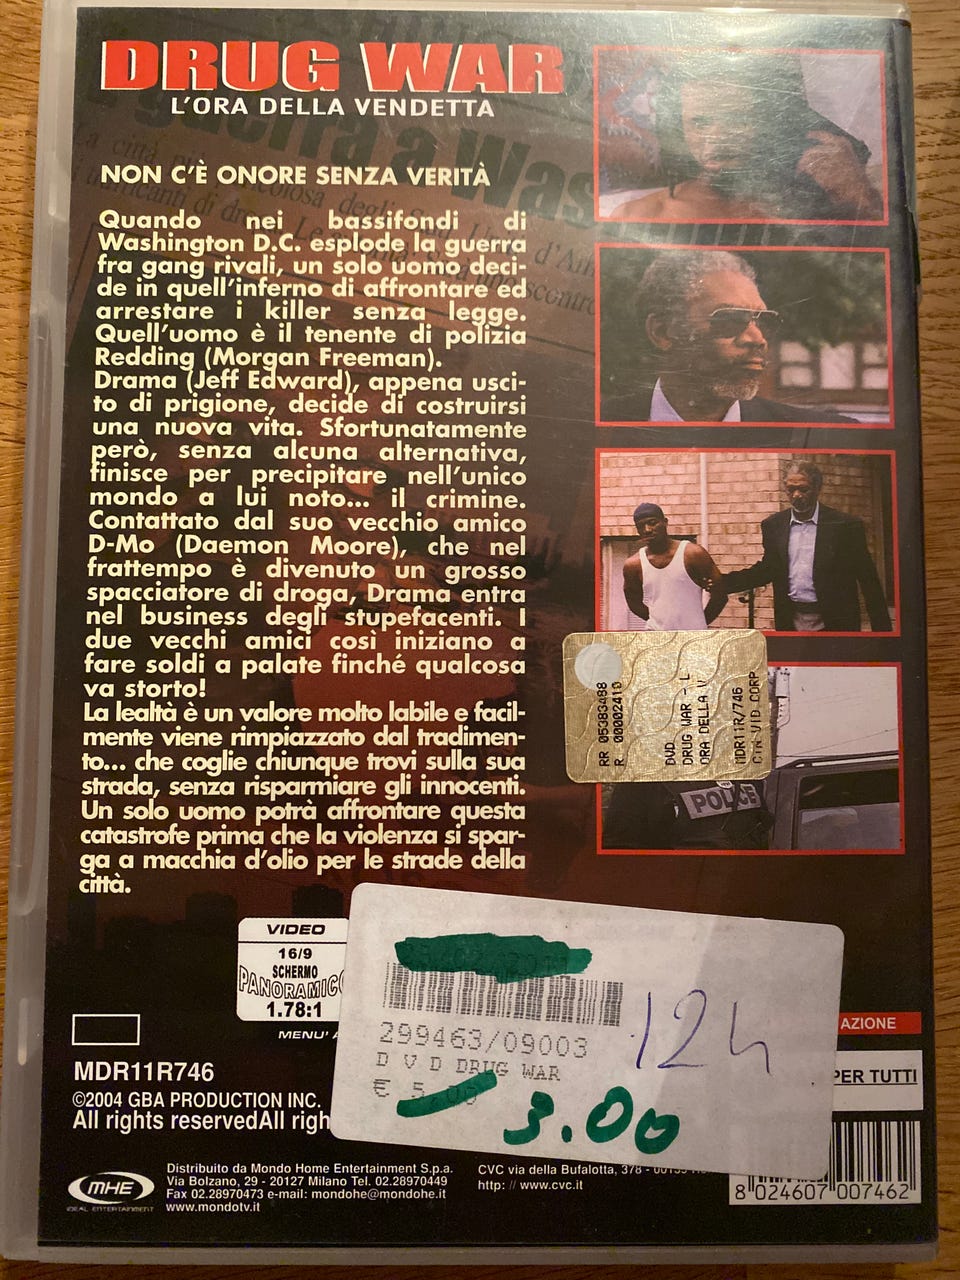 DRUG WAR
L'ORA DELLA VENDETTA
NON C'È ONORE SENZA VERITÀ
Quando nei bassifondi di
Washington D.C. esplode la guerra
fra gang rivali, un solo uomo deci-
de in quell'inferno di affrontare ed
arrestare i killer senza legge.
Quell'uomo è il tenente di polizia
Redding (Morgan Freeman).
Drama (Jeff Edward), appena usci-
to di prigione, decide di costruirsi
una nuova vita. Sfortunatamente
però, senza alcuna alternativa,
finisce per precipitare nell'unico
mondo a lui noto... il crimine.
Contattato dal suo vecchio amico
D-Mo (Daemon Moore), che nel
frattempo è divenuto un grosso
spacciatore di droga, Drama entra
nel business degli stupefacenti. I
due vecchi amici così iniziano a
fare soldi a palate finché qualcosa
va storto!
La lealtà è un valore molto labile e facil-
mente viene rimpiazzato dal tradimen-
to... che coglie chiunque trovi sulla sua
strada, senza risparmiare gli innocenti.
Un solo uomo potrà affrontare questa
catastrofe prima che la violenza si spar-
ga a macchia d'olio per le strade della
città.
RR 05383488
R. 00002410
DVD
DRUG WAR - L
ORA DELLA V
MDR11R/746
CIN VID CORP
POLICE
VIDEO
16/9
SCHERMO
PANORAMICO
1.78:1
MENU'
299463/09003
DVD DRUG WAR
€ 5.00
3.00
124
AZIONE
PER TUTTI
MDR11R746
©2004 GBA PRODUCTION INC.
All rights reservedAll righ
MHE
IDEAL ENTERTAINMENT
Distribuito da Mondo Home Entertainment S.p.a.
Via Bolzano, 29 - 20127 Milano Tel. 02.28970449
Fax 02.28970473 e-mail: mondohe@mondohe.it
www.mondotv.it
CVC via della Bufalotta, 378 -
http: // www.cvc.it
8 024607 007462